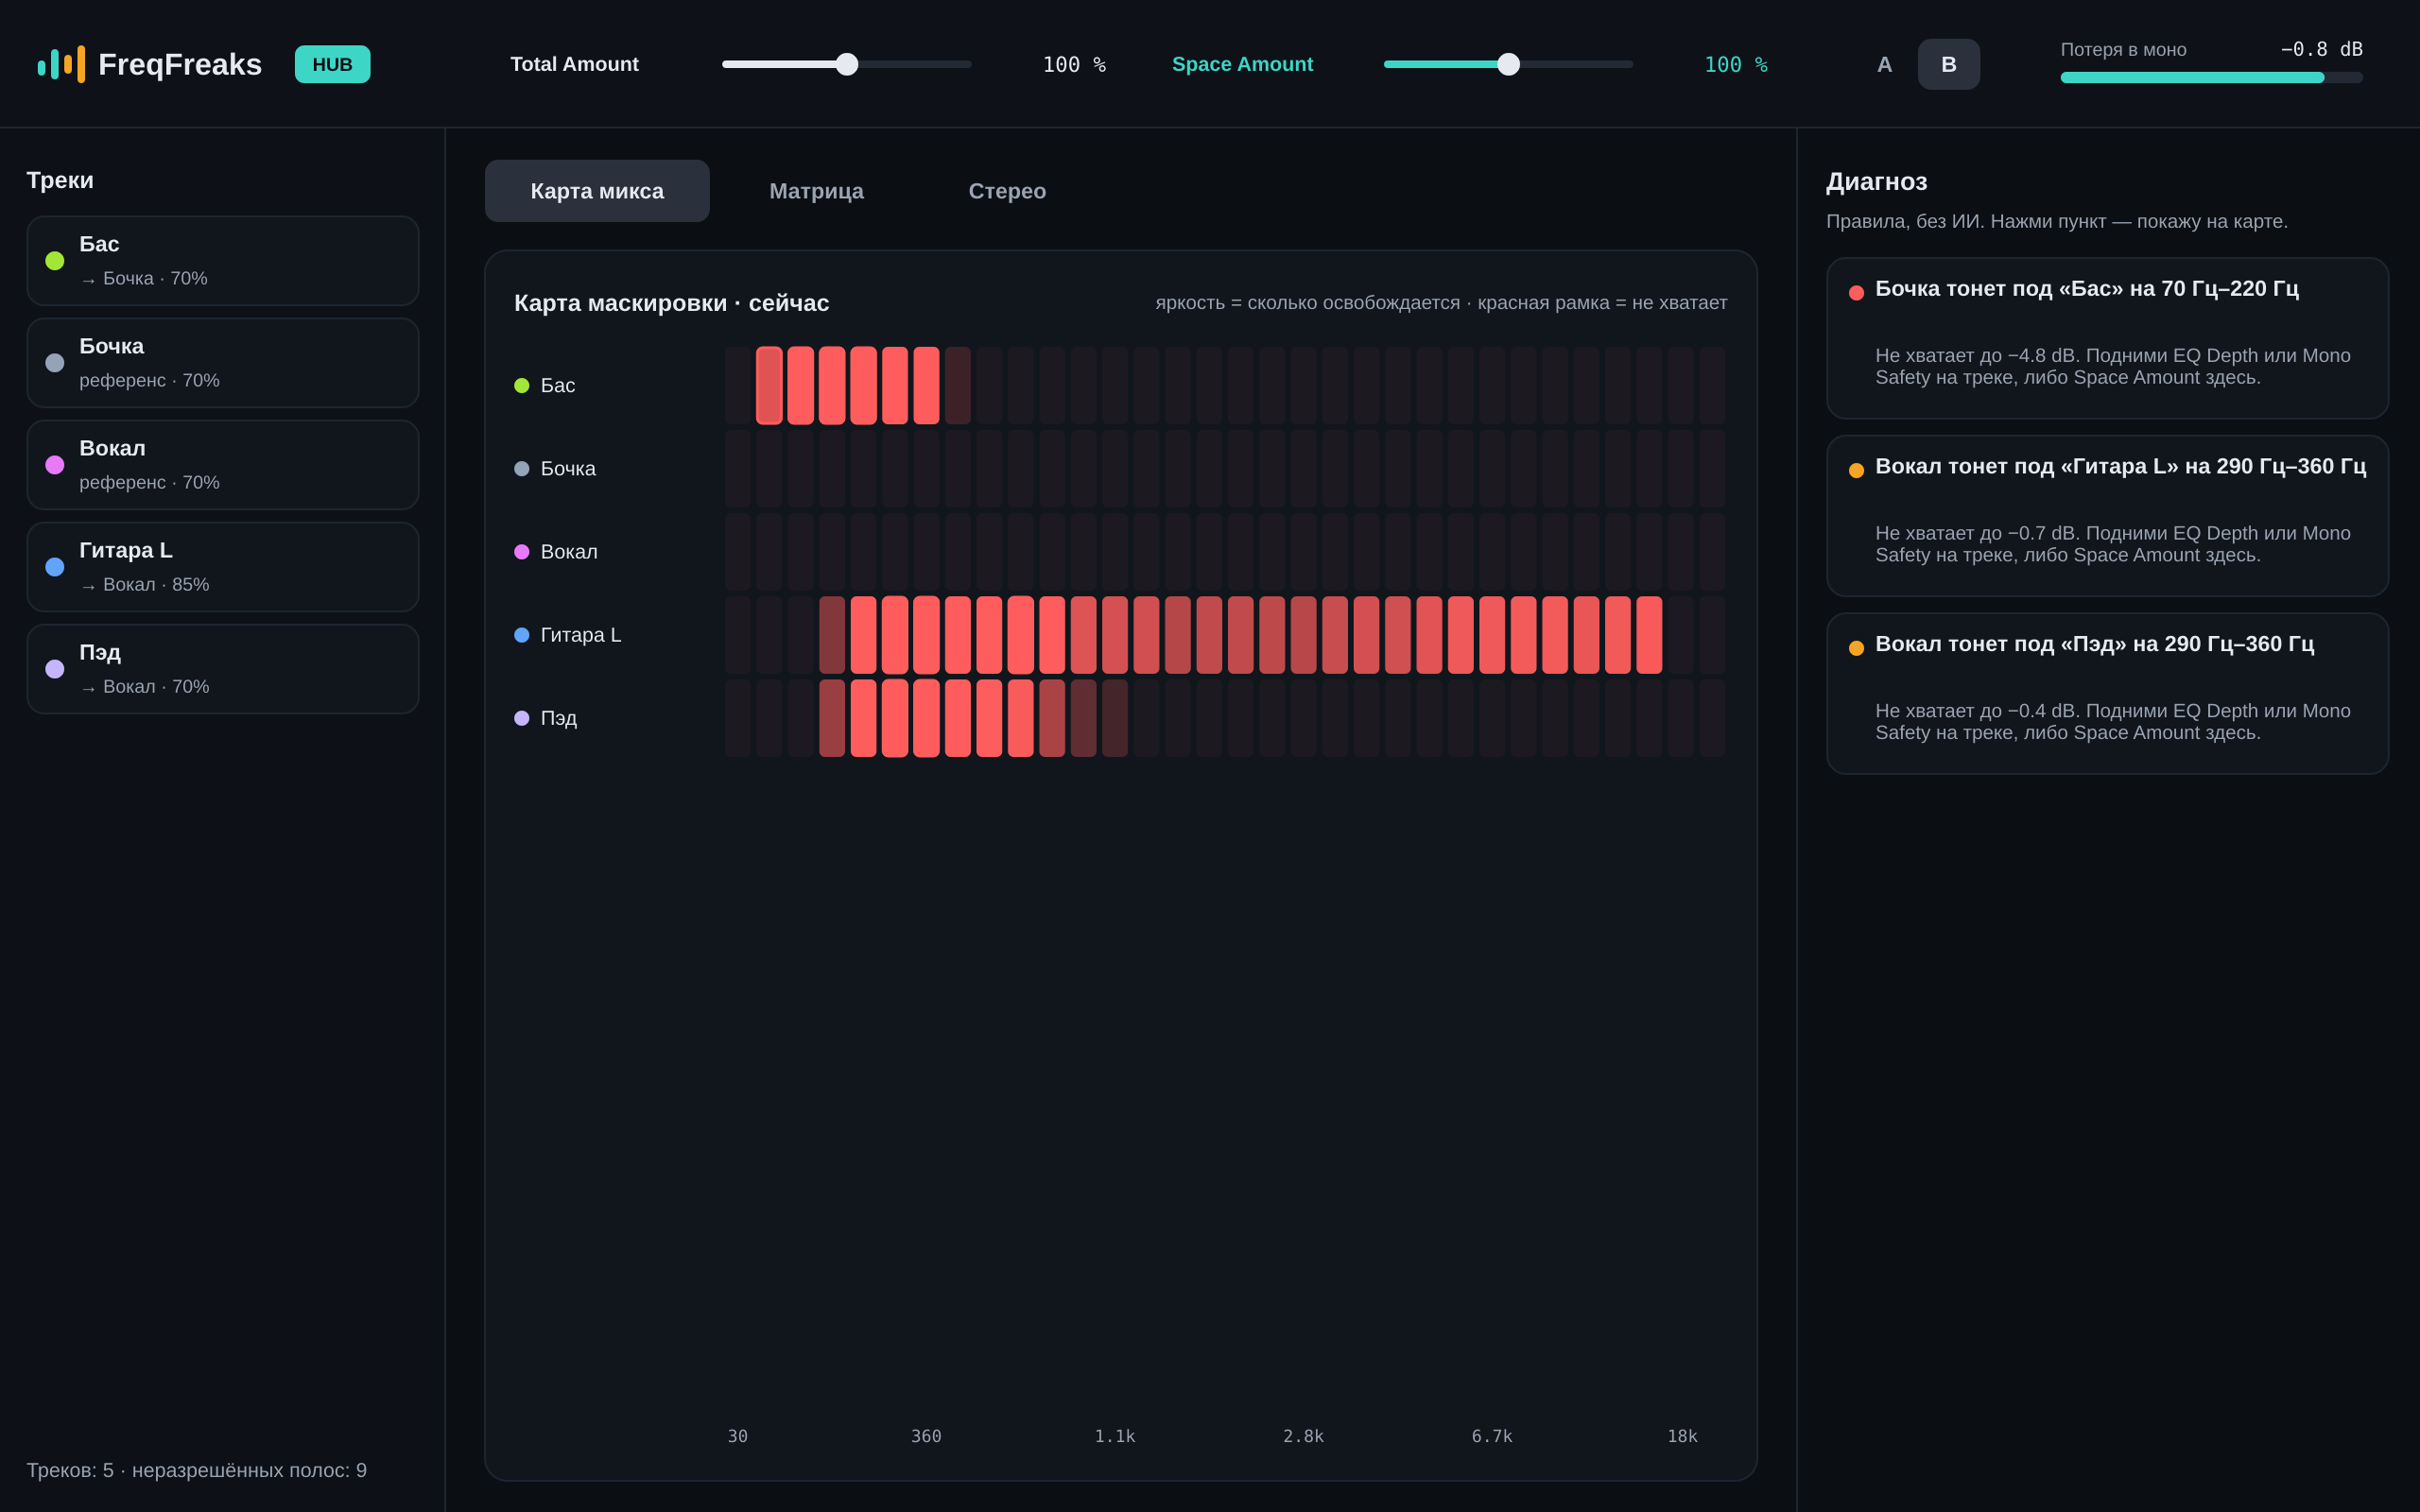 FreqFreaks HUB Total Amount 100 % Space Amount 100 % A B Потеря в моно −0.8 dB
Треки
Бас
→ Бочка · 70%
Бочка
референс · 70%
Вокал
референс · 70%
Гитара L
→ Вокал · 85%
Пэд
→ Вокал · 70%
Треков: 5 · неразрешённых полос: 9
Карта микса Матрица Стерео
Карта маскировки · сейчас
яркость = сколько освобождается · красная рамка = не хватает
Бас
Бочка
Вокал
Гитара L
Пэд
30 360 1.1k 2.8k 6.7k 18k
Диагноз
Правила, без ИИ. Нажми пункт — покажу на карте.
Бочка тонет под «Бас» на 70 Гц–220 Гц
Не хватает до −4.8 dB. Подними EQ Depth или Mono
Safety на треке, либо Space Amount здесь.
Вокал тонет под «Гитара L» на 290 Гц–360 Гц
Не хватает до −0.7 dB. Подними EQ Depth или Mono
Safety на треке, либо Space Amount здесь.
Вокал тонет под «Пэд» на 290 Гц–360 Гц
Не хватает до −0.4 dB. Подними EQ Depth или Mono
Safety на треке, либо Space Amount здесь.